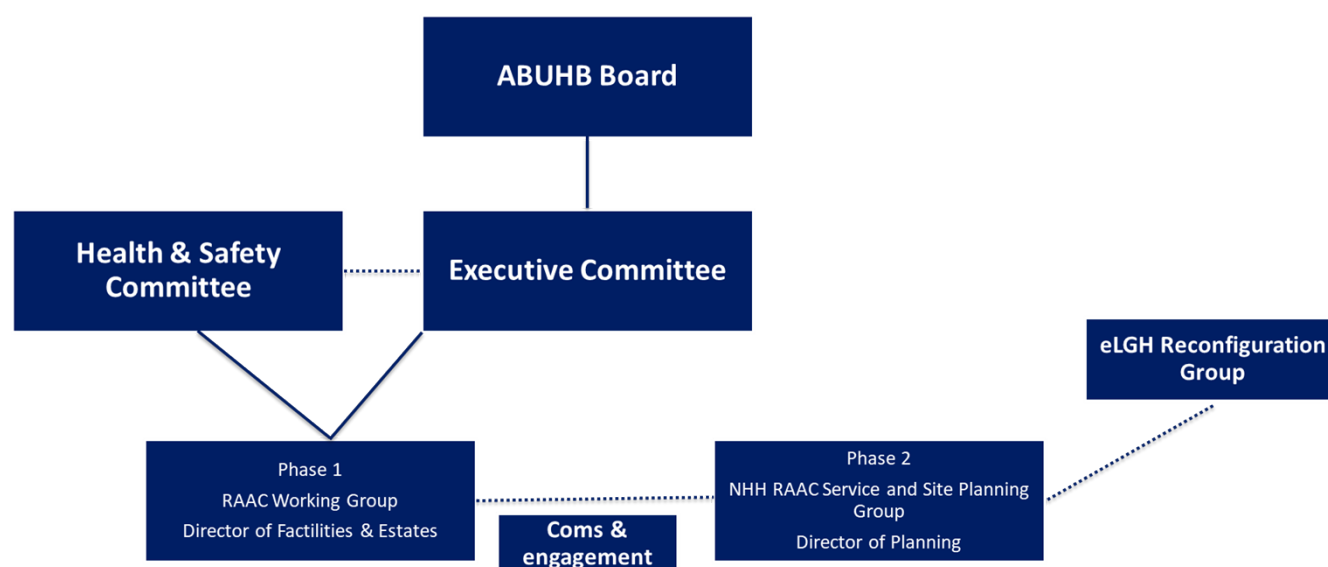 ABUHB Board
Health & Safety
Committee
Executive Committee
eLGH Reconfiguration
Group
Phase 1
RAAC Working Group
Director of Factilities & Estates
Phase 2
NHH RAAC Service and Site Planning
Group
Director of Planning
Coms &
engagement